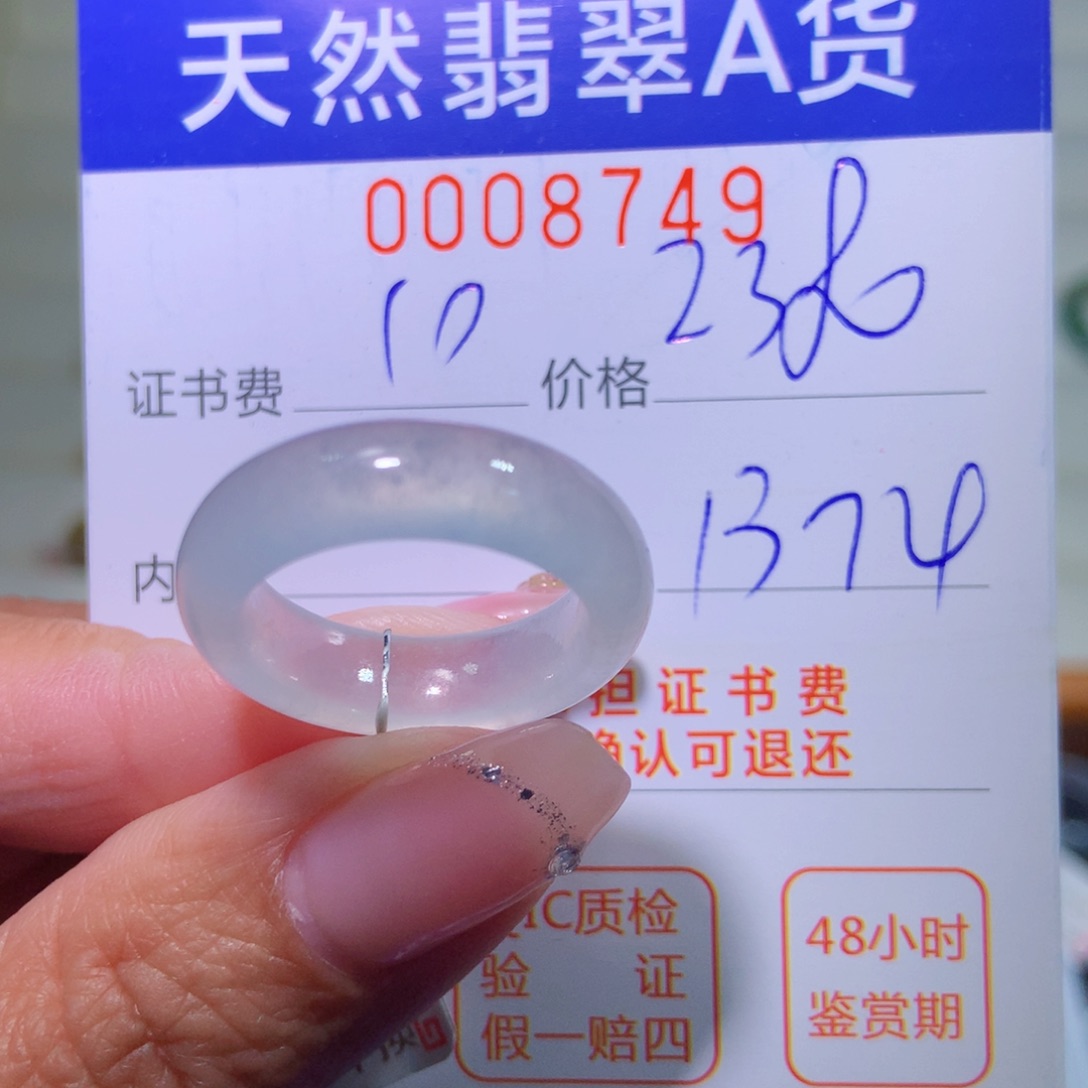 天然翡翠A货
0008749
证书费 10 价格
内 1374
担证书费
确认可退还
IC质检
验 证
假一赔四
48小时
鉴赏期